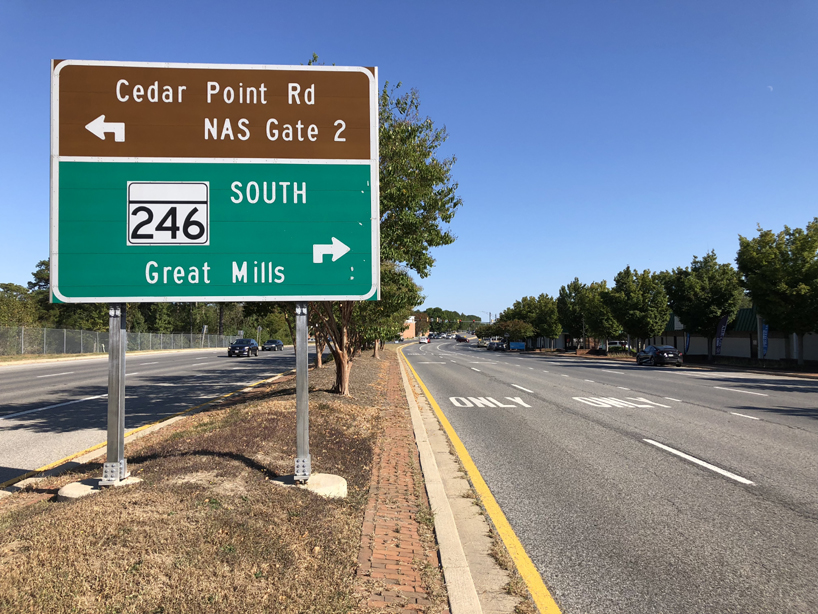 Cedar Point Rd
NAS Gate 2
SOUTH
246
Great Mills
ONLY
ONLY